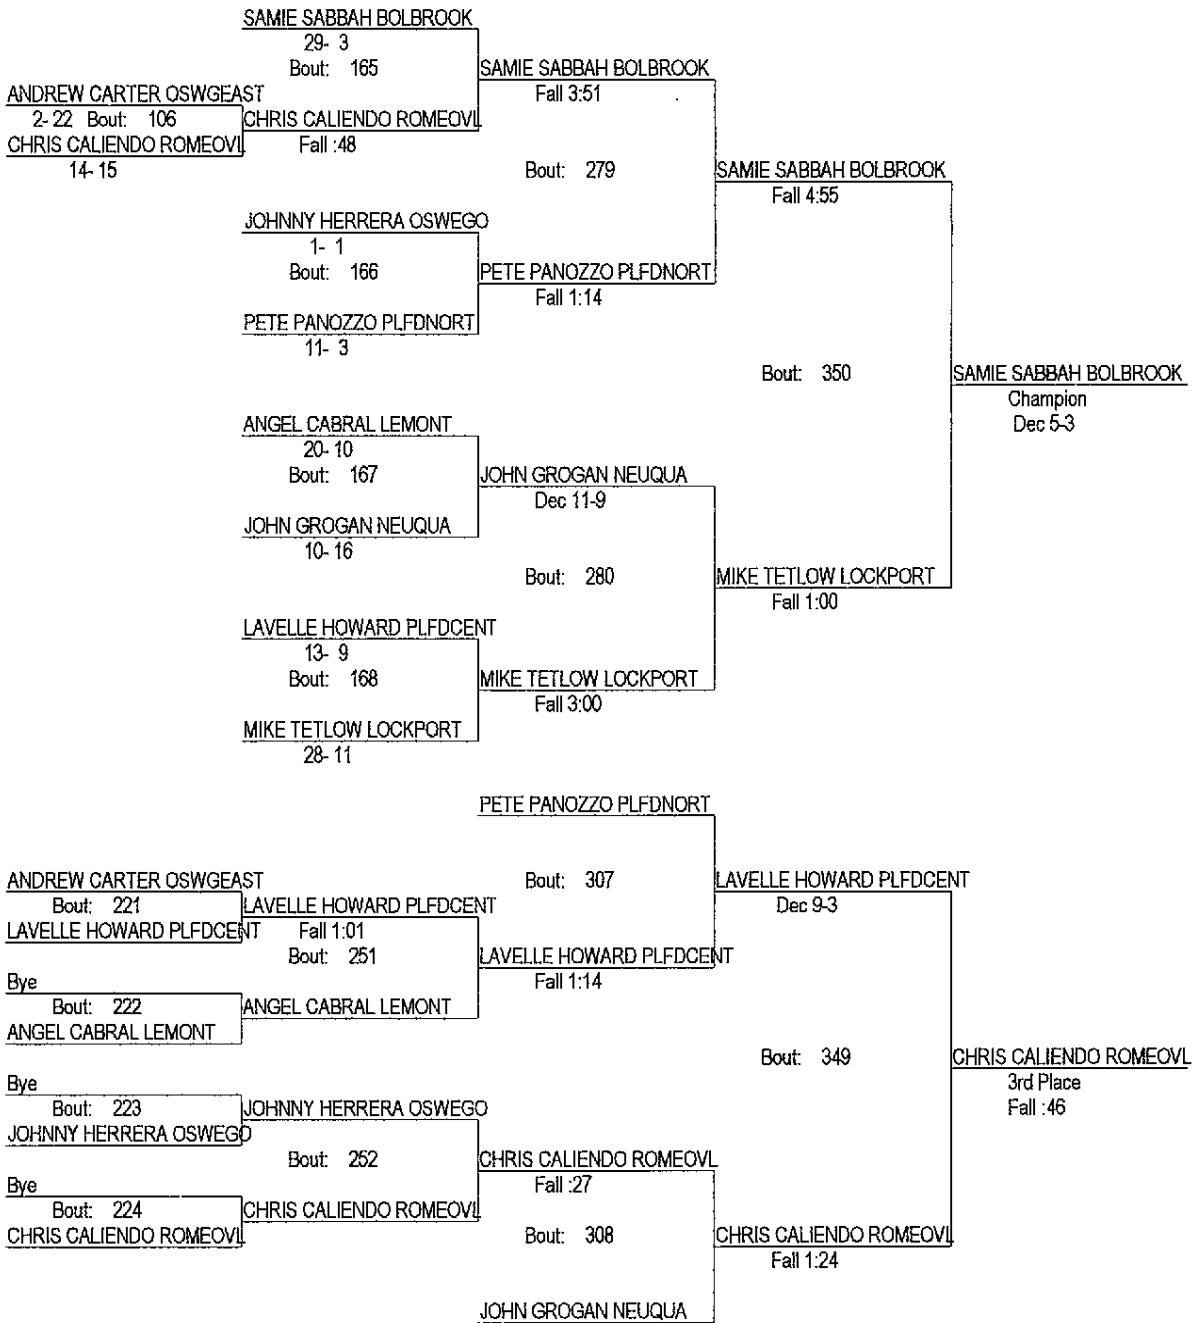 SAMIE SABBAH BOLBROOK
29- 3
Bout: 165
SAMIE SABBAH BOLBROOK
Fall 3:51
ANDREW CARTER OSWGEAST
2- 22 Bout: 106
CHRIS CALIENDO ROMEOVL
CHRIS CALIENDO ROMEOVL
Fall :48
14- 15
Bout: 279
SAMIE SABBAH BOLBROOK
Fall 4:55
JOHNNY HERRERA OSWEGO
1- 1
Bout: 166
PETE PANOZZO PLFDNORT
Fall 1:14
PETE PANOZZO PLFDNORT
11- 3
Bout: 350
SAMIE SABBAH BOLBROOK
Champion
Dec 5-3
ANGEL CABRAL LEMONT
20- 10
Bout: 167
JOHN GROGAN NEUQUA
Dec 11-9
JOHN GROGAN NEUQUA
10- 16
Bout: 280
MIKE TETLOW LOCKPORT
Fall 1:00
LAVELLE HOWARD PLFDCENT
13- 9
Bout: 168
MIKE TETLOW LOCKPORT
Fall 3:00
MIKE TETLOW LOCKPORT
28- 11
PETE PANOZZO PLFDNORT
Bout: 307
LAVELLE HOWARD PLFDCENT
Dec 9-3
ANDREW CARTER OSWGEAST
Bout: 221
LAVELLE HOWARD PLFDCENT
LAVELLE HOWARD PLFDCENT
Fall 1:01
Bout: 251
LAVELLE HOWARD PLFDCENT
Fall 1:14
Bye
Bout: 222
ANGEL CABRAL LEMONT
ANGEL CABRAL LEMONT
Bout: 349
CHRIS CALIENDO ROMEOVL
3rd Place
Fall :46
Bye
Bout: 223
JOHNNY HERRERA OSWEGO
JOHNNY HERRERA OSWEGO
Bout: 252
CHRIS CALIENDO ROMEOVL
Fall :27
Bye
Bout: 224
CHRIS CALIENDO ROMEOVL
CHRIS CALIENDO ROMEOVL
Bout: 308
CHRIS CALIENDO ROMEOVL
Fall 1:24
JOHN GROGAN NEUQUA